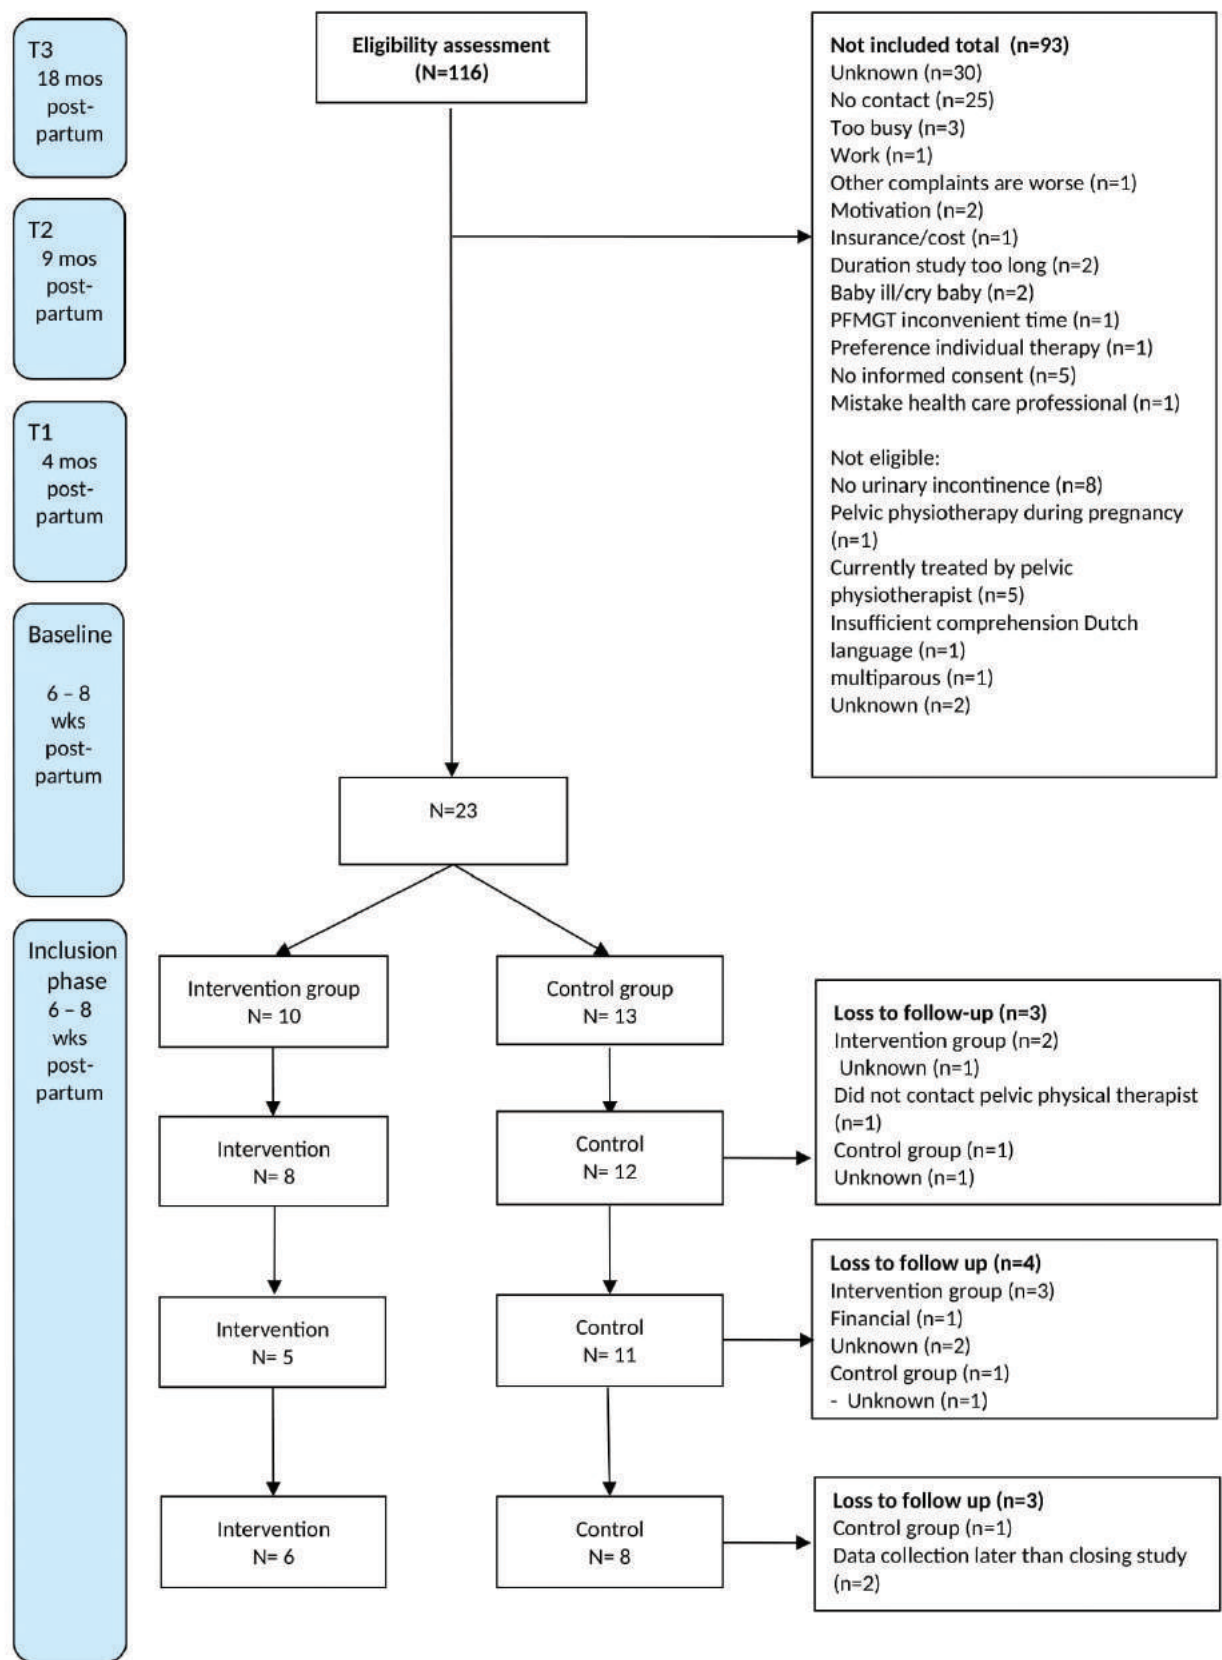 T3
18 mos
post-
partum
T2
9 mos
post-
partum
T1
4 mos
post-
partum
Baseline
6 – 8
wks
post-
partum
Inclusion
phase
6 – 8
wks
post-
partum
Eligibility assessment
(N=116)
Not included total (n=93)
Unknown (n=30)
No contact (n=25)
Too busy (n=3)
Work (n=1)
Other complaints are worse (n=1)
Motivation (n=2)
Insurance/cost (n=1)
Duration study too long (n=2)
Baby ill/cry baby (n=2)
PFMGT inconvenient time (n=1)
Preference individual therapy (n=1)
No informed consent (n=5)
Mistake health care professional (n=1)
Not eligible:
No urinary incontinence (n=8)
Pelvic physiotherapy during pregnancy
(n=1)
Currently treated by pelvic
physiotherapist (n=5)
Insufficient comprehension Dutch
language (n=1)
multiparous (n=1)
Unknown (n=2)
N=23
Intervention group
N= 10
Control group
N= 13
Intervention
N= 8
Control
N= 12
Loss to follow-up (n=3)
Intervention group (n=2)
Unknown (n=1)
Did not contact pelvic physical therapist
(n=1)
Control group (n=1)
Unknown (n=1)
Intervention
N= 5
Control
N= 11
Loss to follow up (n=4)
Intervention group (n=3)
Financial (n=1)
Unknown (n=2)
Control group (n=1)
- Unknown (n=1)
Intervention
N= 6
Control
N= 8
Loss to follow up (n=3)
Control group (n=1)
Data collection later than closing study
(n=2)